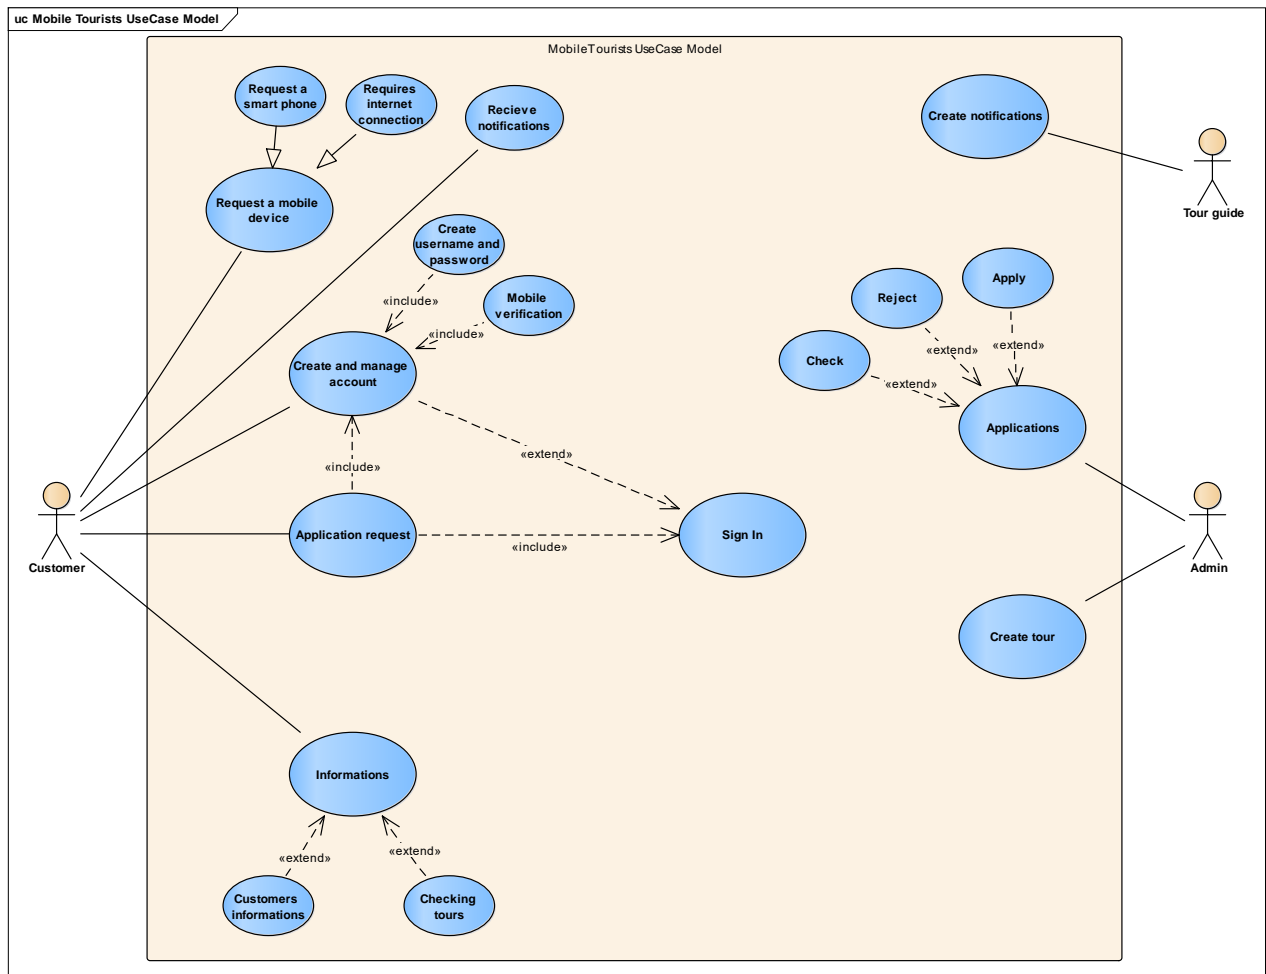 uc Mobile Tourists UseCase Model
MobileTourists UseCase Model
Request a
smart phone
Requires
internet
connection
Recieve
notifications
Create notifications
Tour guide
Request a mobile
device
Create
username and
password
«include»
Mobile
verification
«include»
Create and manage
account
Reject
Apply
Check
«extend»
«extend»
«extend»
Applications
«extend»
«include»
Application request
«include»
Sign In
Customer
Admin
Create tour
Informations
«extend»
«extend»
Customers
informations
Checking
tours